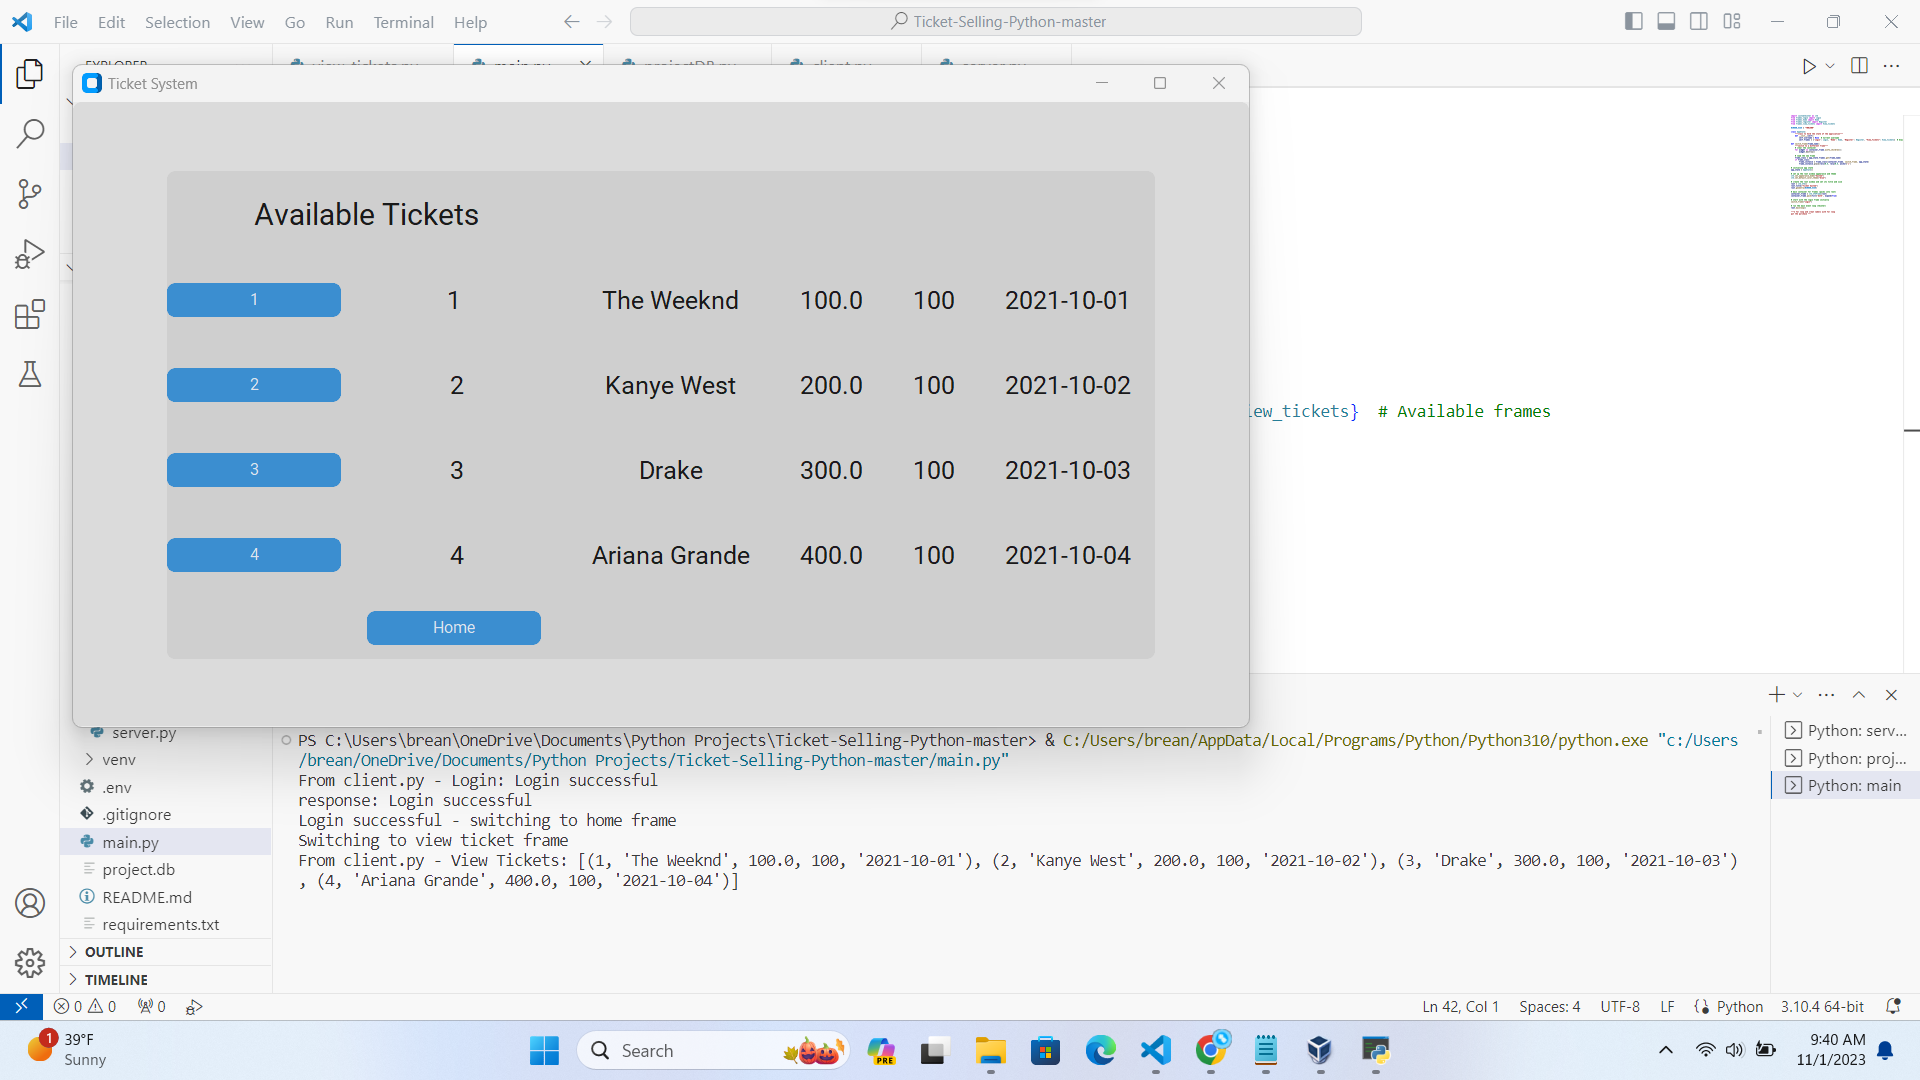 File Edit Selection View Go Run Terminal Help
Ticket-Selling-Python-master
Ticket System
Available Tickets
1 1 The Weeknd 100.0 100 2021-10-01
2 2 Kanye West 200.0 100 2021-10-02
3 3 Drake 300.0 100 2021-10-03
4 4 Ariana Grande 400.0 100 2021-10-04
Home
iew_tickets} # Available frames
server.py
venv
.env
.gitignore
main.py
project.db
README.md
requirements.txt
OUTLINE
TIMELINE
PS C:\Users\brean\OneDrive\Documents\Python Projects\Ticket-Selling-Python-master> & C:/Users/brean/AppData/Local/Programs/Python/Python310/python.exe "c:/Users
/brean/OneDrive/Documents/Python Projects/Ticket-Selling-Python-master/main.py"
From client.py - Login: Login successful
response: Login successful
Login successful - switching to home frame
Switching to view ticket frame
From client.py - View Tickets: [(1, 'The Weeknd', 100.0, 100, '2021-10-01'), (2, 'Kanye West', 200.0, 100, '2021-10-02'), (3, 'Drake', 300.0, 100, '2021-10-03')
, (4, 'Ariana Grande', 400.0, 100, '2021-10-04')]
Python: serv...
Python: proj...
Python: main
0 0 0
Ln 42, Col 1 Spaces: 4 UTF-8 LF Python 3.10.4 64-bit
1
39°F
Sunny
Search
PRE
9:40 AM
11/1/2023